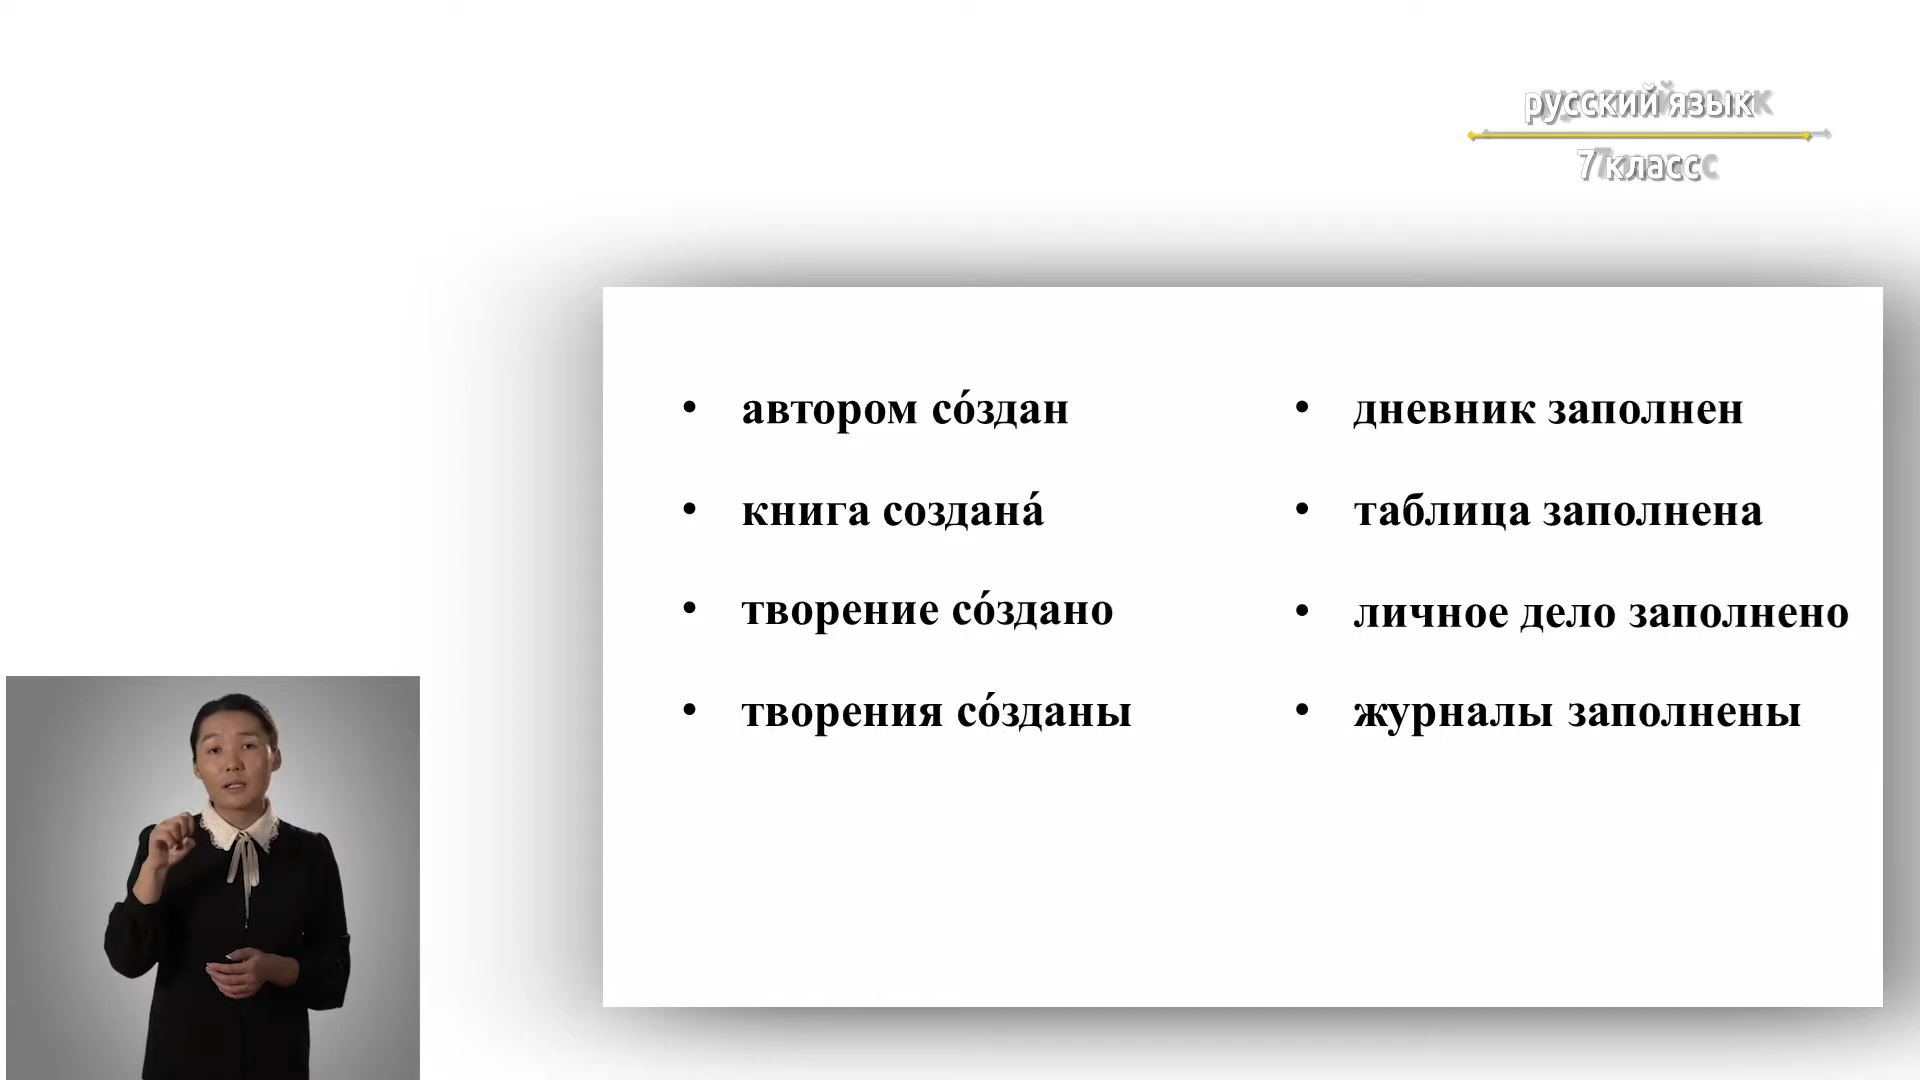 русский язык
7 класс
• автором со́здан
• книга создана́
• творение со́здано
• творения со́зданы
• дневник заполнен
• таблица заполнена
• личное дело заполнено
• журналы заполнены